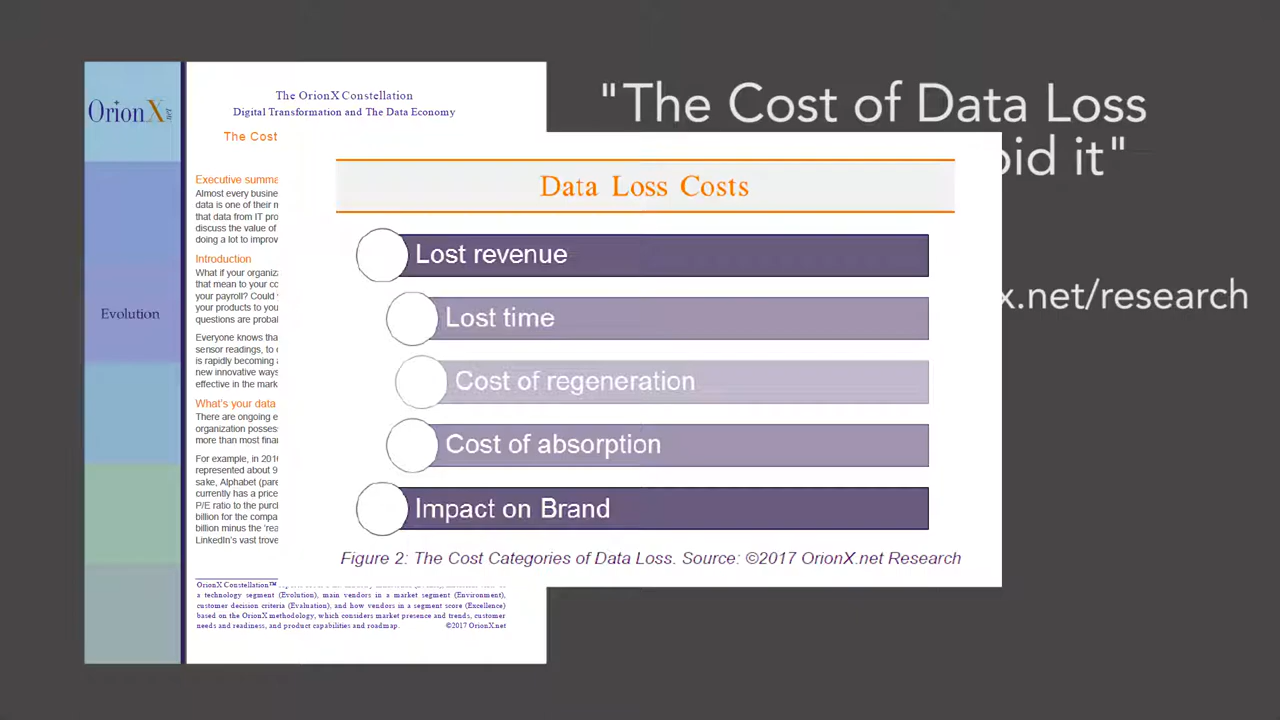 OrionX.net
Evolution
The OrionX Constellation
Digital Transformation and The Data Economy
The Cost
Executive summa
Almost every busine
data is one of their
that data from IT pro
discuss the value of
doing a lot to improv
Introduction
What if your organiz
that mean to your co
your payroll? Could
your products to you
questions are probal
Everyone knows tha
sensor readings, to
is rapidly becoming
new innovative ways
effective in the mark
What's your data
There are ongoing e
organization posses
more than most finan
For example, in 2016
represented about 9
sake, Alphabet (pare
currently has a price
P/E ratio to the purch
billion for the compa
billion minus the 'rea
LinkedIn's vast trove
OrionX Constellation™
a technology segment (Evolution), main vendors in a market segment (Environment),
customer decision criteria (Evaluation), and how vendors in a segment score (Excellence)
based on the OrionX methodology, which considers market presence and trends, customer
needs and readiness, and product capabilities and roadmap. ©2017 OrionX.net
"The Cost of Data Loss
oid it"
x.net/research
Data Loss Costs
Lost revenue
Lost time
Cost of regeneration
Cost of absorption
Impact on Brand
Figure 2: The Cost Categories of Data Loss. Source: ©2017 OrionX.net Research